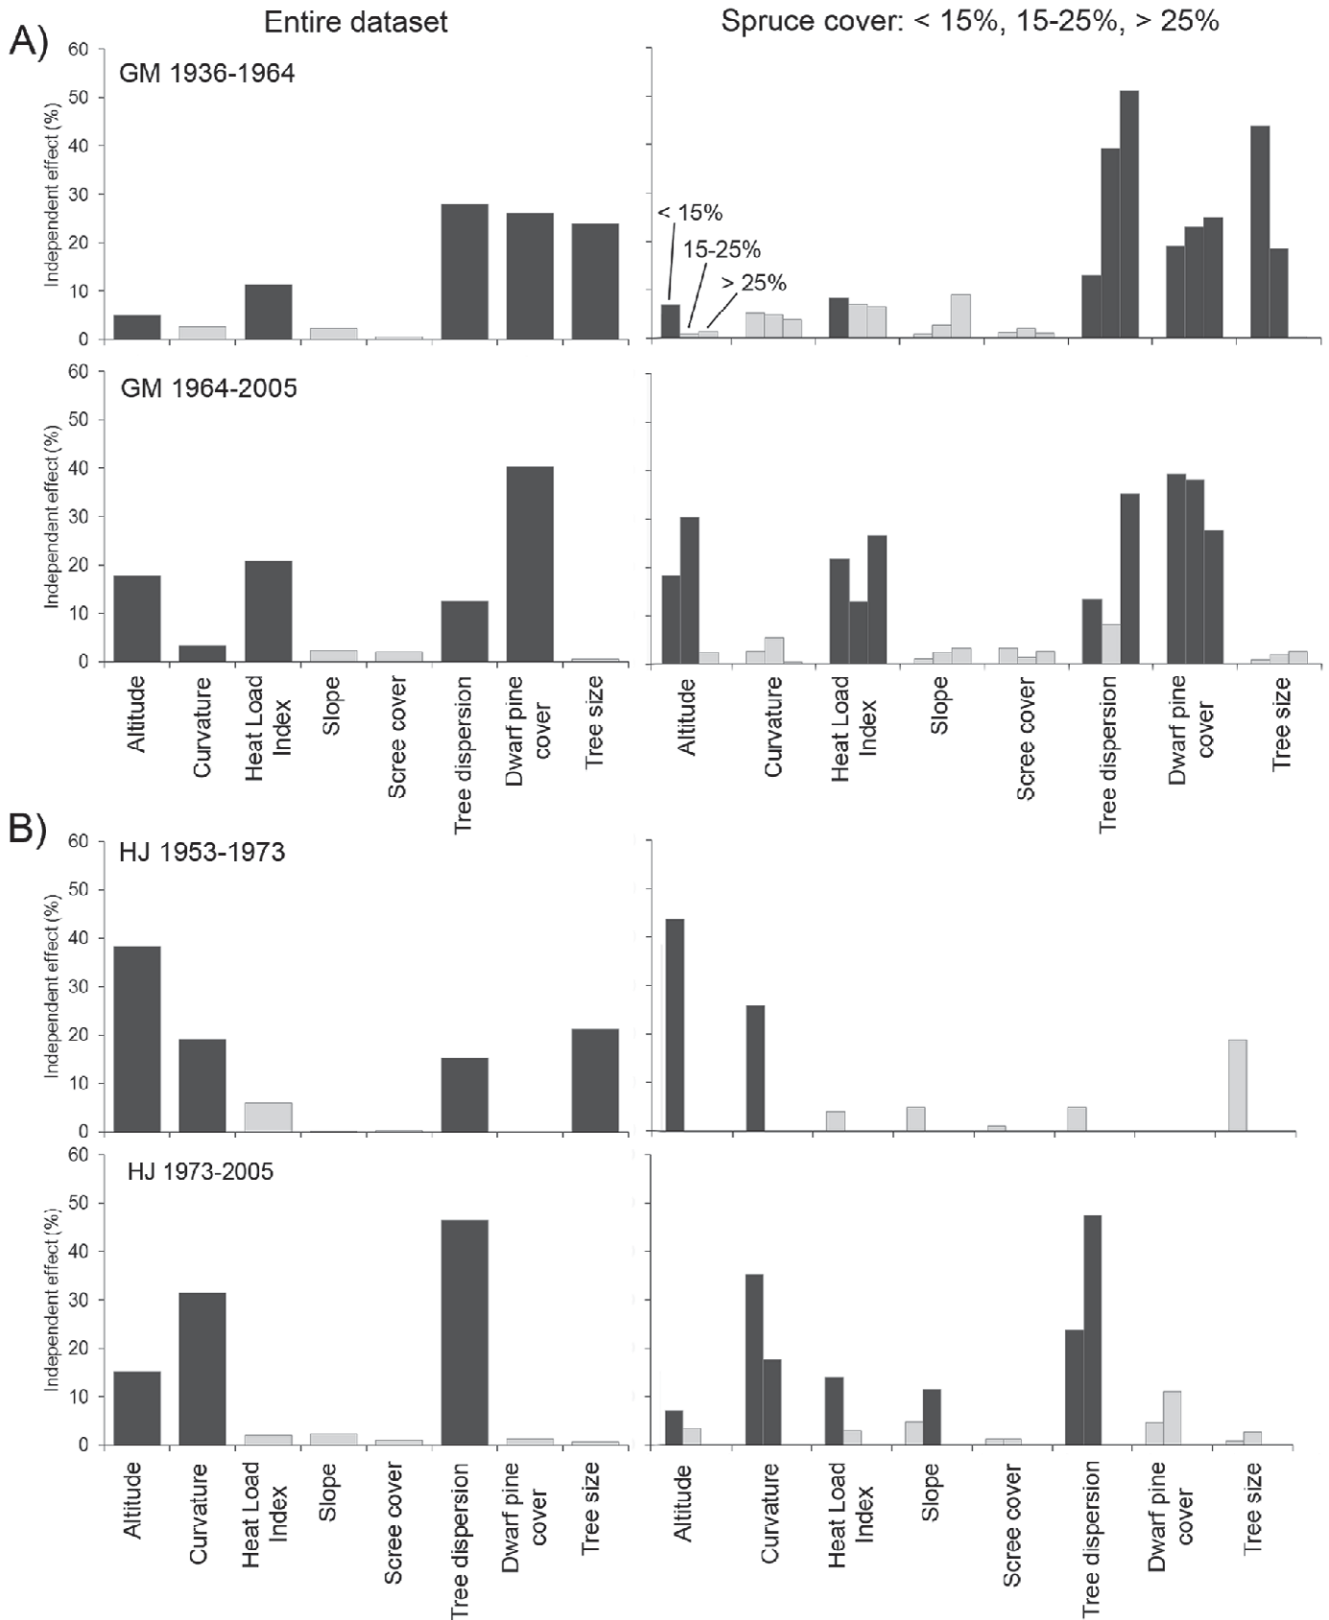 Entire dataset
Spruce cover: < 15%, 15-25%, > 25%
A)
60
50
40
30
20
10
0
Independent effect (%)
GM 1936-1964
< 15%
15-25%
> 25%
60
50
40
30
20
10
0
Independent effect (%)
GM 1964-2005
Altitude
Curvature
Heat Load
Index
Slope
Scree cover
Tree dispersion
Dwarf pine
cover
Tree size
Altitude
Curvature
Heat Load
Index
Slope
Scree cover
Tree dispersion
Dwarf pine
cover
Tree size
B)
60
50
40
30
20
10
0
Independent effect (%)
HJ 1953-1973
60
50
40
30
20
10
0
Independent effect (%)
HJ 1973-2005
Altitude
Curvature
Heat Load
Index
Slope
Scree cover
Tree dispersion
Dwarf pine
cover
Tree size
Altitude
Curvature
Heat Load
Index
Slope
Scree cover
Tree dispersion
Dwarf pine
cover
Tree size